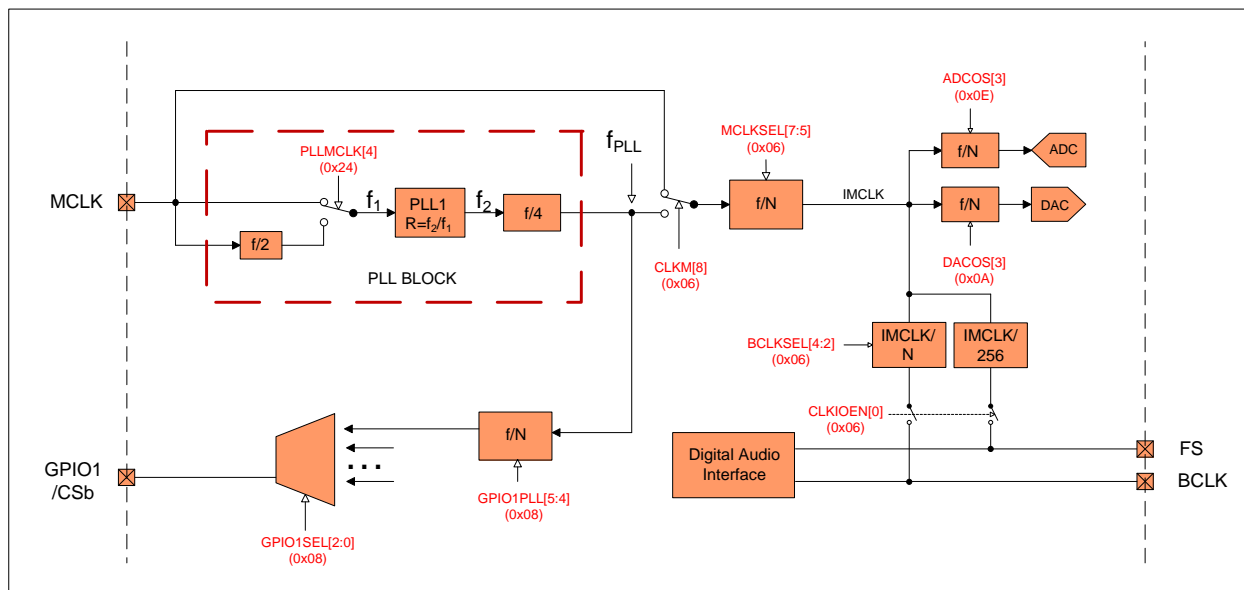 ADCOS[3]
(0x0E)
MCLKSEL[7:5]
(0x06)
f/N
ADC
PLLMCLK[4]
(0x24)
fPLL
f/N
IMCLK
MCLK
f1
PLL1
R=f2/f1
f2
f/4
f/N
DAC
f/2
PLL BLOCK
CLKM[8]
(0x06)
DACOS[3]
(0x0A)
BCLKSEL[4:2]
(0x06)
IMCLK/
N
IMCLK/
256
CLKIOEN[0]
(0x06)
GPIO1
/CSb
...
f/N
GPIO1PLL[5:4]
(0x08)
GPIO1SEL[2:0]
(0x08)
Digital Audio
Interface
FS
BCLK